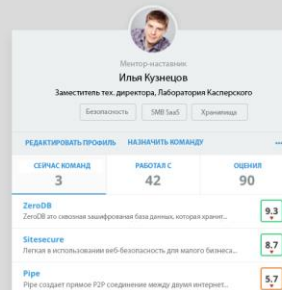 Ментор-наставник
Илья Кузнецов
Заместитель тех. директора, Лаборатория Касперского
Безопасность SMB SaaS Хранилища
РЕДАКТИРОВАТЬ ПРОФИЛЬ НАЗНАЧИТЬ КОМАНДУ ...
СЕЙЧАС КОМАНД РАБОТАЛ С ОЦЕНИЛ
3 42 90
ZeroDB
ZeroDB это сквозная зашифрованая база данных, которая хранит...
9.3
Sitesecure
Легкая в использовании веб-безопасность для малого бизнеса...
8.7
Pipe
Pipe создает прямое P2P соединение между двумя интернет...
5.7